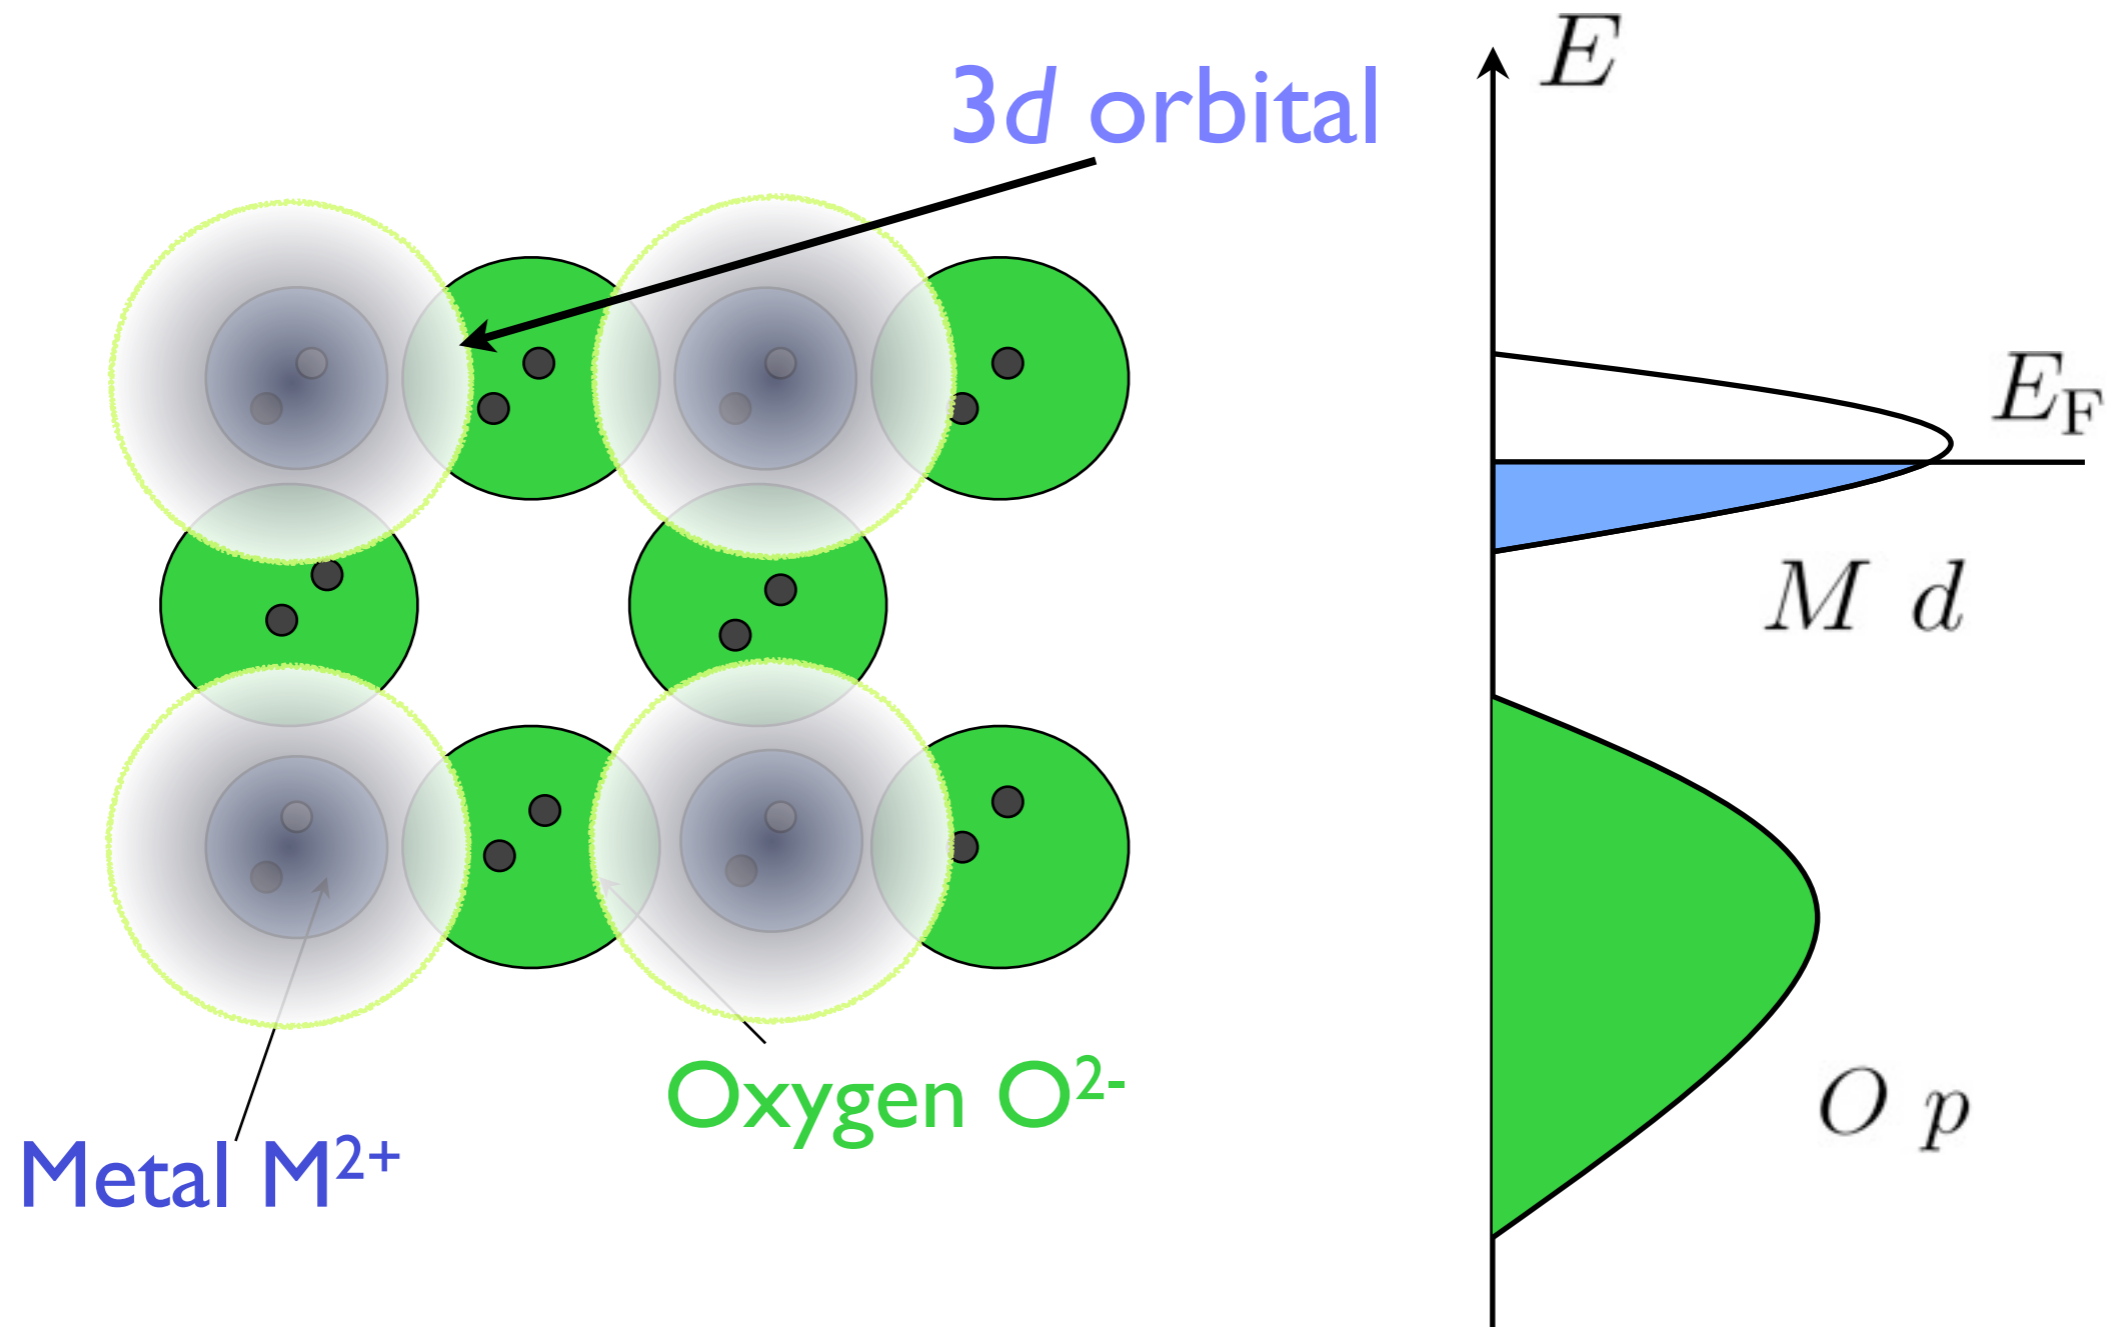 E
3d orbital
E_F
M d
O p
Oxygen O²⁻
Metal M²⁺